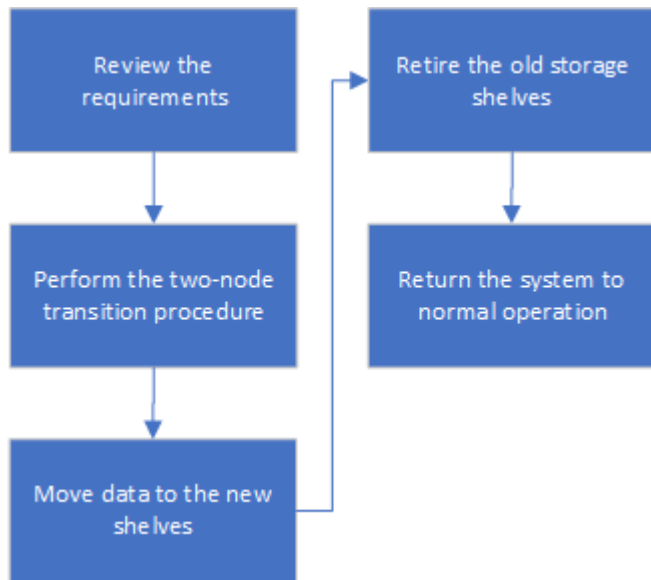 Review the
requirements
Perform the two-node
transition procedure
Move data to the new
shelves
Retire the old storage
shelves
Return the system to
normal operation